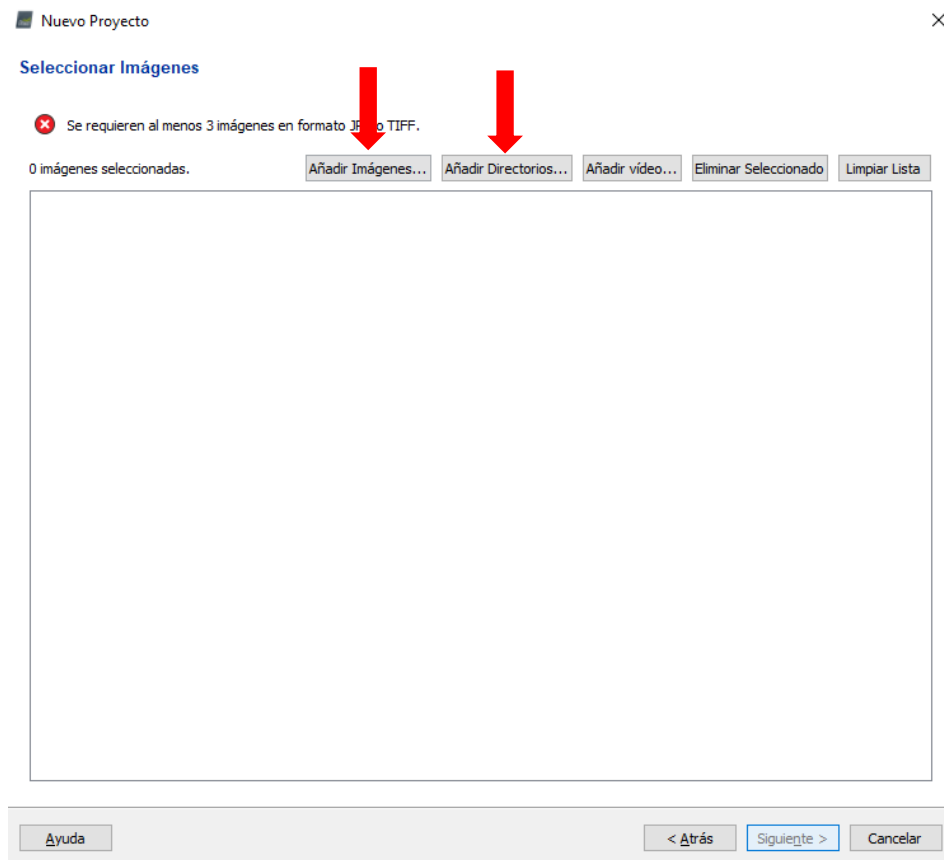 Nuevo Proyecto
Seleccionar Imágenes
Se requieren al menos 3 imágenes en formato o TIFF.
0 imágenes seleccionadas. Añadir Imágenes... Añadir Directorios... Añadir vídeo... Eliminar Seleccionado Limpiar Lista
Ayuda < Atrás Siguiente > Cancelar